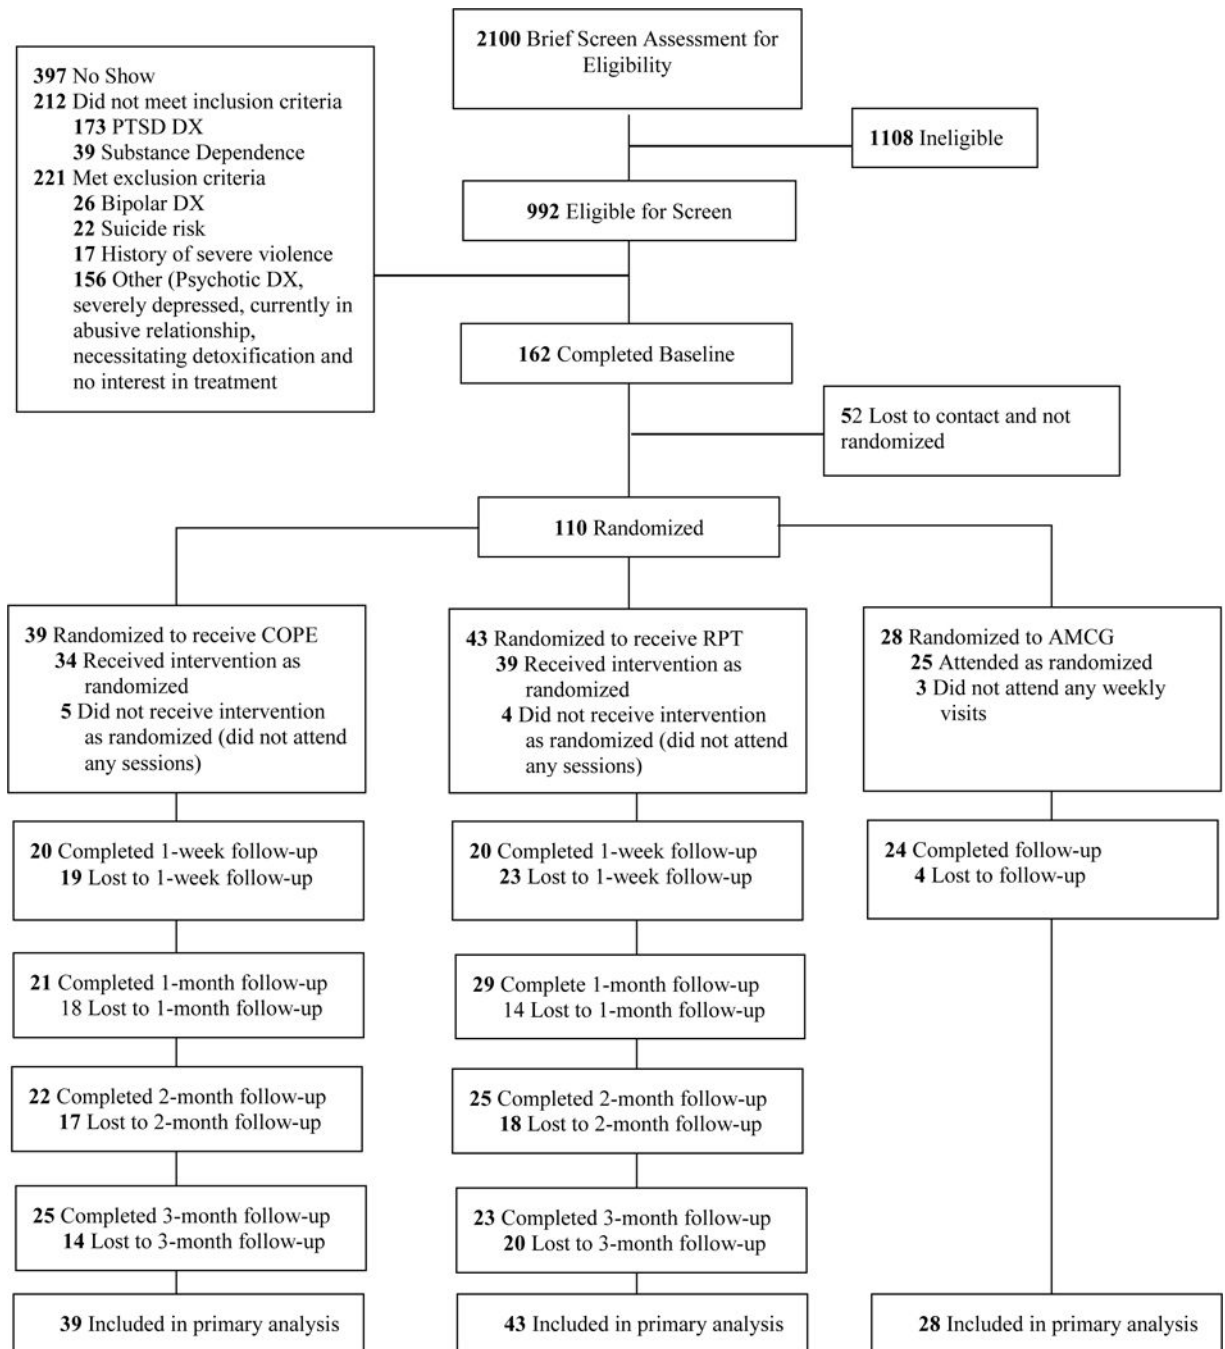 2100 Brief Screen Assessment for
Eligibility
397 No Show
212 Did not meet inclusion criteria
173 PTSD DX
39 Substance Dependence
221 Met exclusion criteria
26 Bipolar DX
22 Suicide risk
17 History of severe violence
156 Other (Psychotic DX,
severely depressed, currently in
abusive relationship,
necessitating detoxification and
no interest in treatment
1108 Ineligible
992 Eligible for Screen
162 Completed Baseline
52 Lost to contact and not
randomized
110 Randomized
39 Randomized to receive COPE
34 Received intervention as
randomized
5 Did not receive intervention
as randomized (did not attend
any sessions)
43 Randomized to receive RPT
39 Received intervention as
randomized
4 Did not receive intervention
as randomized (did not attend
any sessions)
28 Randomized to AMCG
25 Attended as randomized
3 Did not attend any weekly
visits
20 Completed 1-week follow-up
19 Lost to 1-week follow-up
20 Completed 1-week follow-up
23 Lost to 1-week follow-up
24 Completed follow-up
4 Lost to follow-up
21 Completed 1-month follow-up
18 Lost to 1-month follow-up
29 Complete 1-month follow-up
14 Lost to 1-month follow-up
22 Completed 2-month follow-up
17 Lost to 2-month follow-up
25 Completed 2-month follow-up
18 Lost to 2-month follow-up
25 Completed 3-month follow-up
14 Lost to 3-month follow-up
23 Completed 3-month follow-up
20 Lost to 3-month follow-up
39 Included in primary analysis
43 Included in primary analysis
28 Included in primary analysis